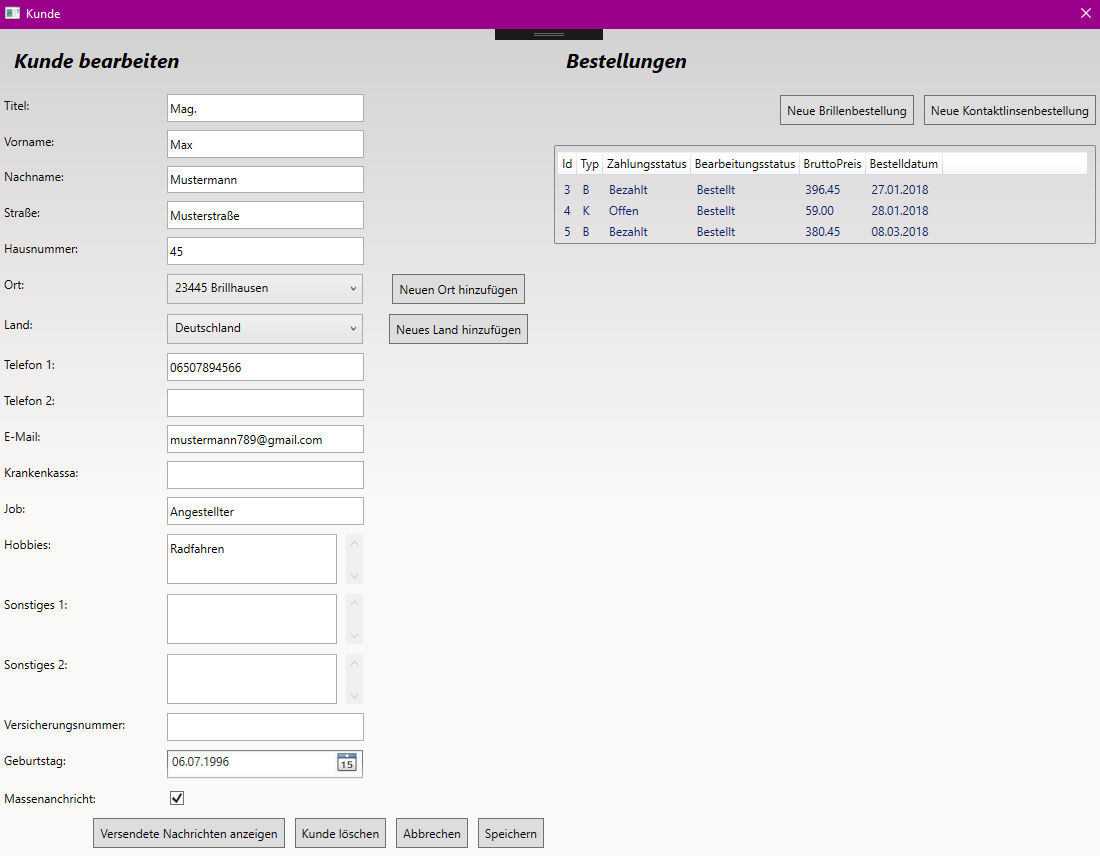 Kunde
Kunde bearbeiten
Titel: Mag.
Vorname: Max
Nachname: Mustermann
Straße: Musterstraße
Hausnummer: 45
Ort: 23445 Brillhausen Neuen Ort hinzufügen
Land: Deutschland Neues Land hinzufügen
Telefon 1: 06507894566
Telefon 2:
E-Mail: mustermann789@gmail.com
Krankenkassa:
Job: Angestellter
Hobbies: Radfahren
Sonstiges 1:
Sonstiges 2:
Versicherungsnummer:
Geburtstag: 06.07.1996 15
Massenanchricht:
Versendete Nachrichten anzeigen Kunde löschen Abbrechen Speichern
Bestellungen
Neue Brillenbestellung Neue Kontaktlinsenbestellung
Id Typ Zahlungsstatus Bearbeitungsstatus BruttoPreis Bestelldatum
3 B Bezahlt Bestellt 396.45 27.01.2018
4 K Offen Bestellt 59.00 28.01.2018
5 B Bezahlt Bestellt 380.45 08.03.2018